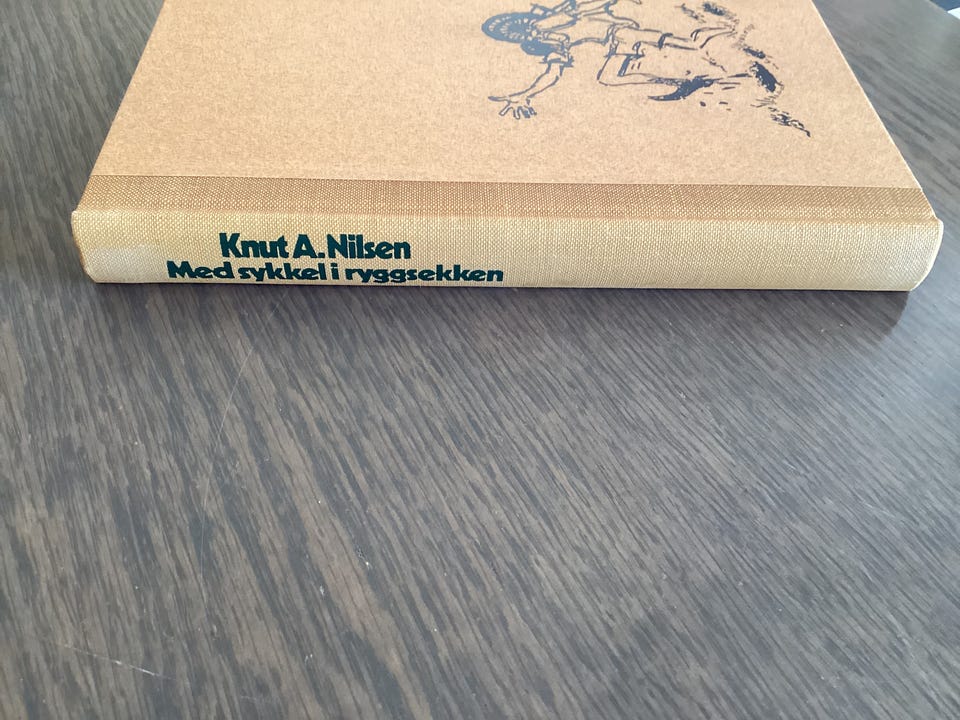 Knut A. Nilsen
Med sykkel i ryggsekken